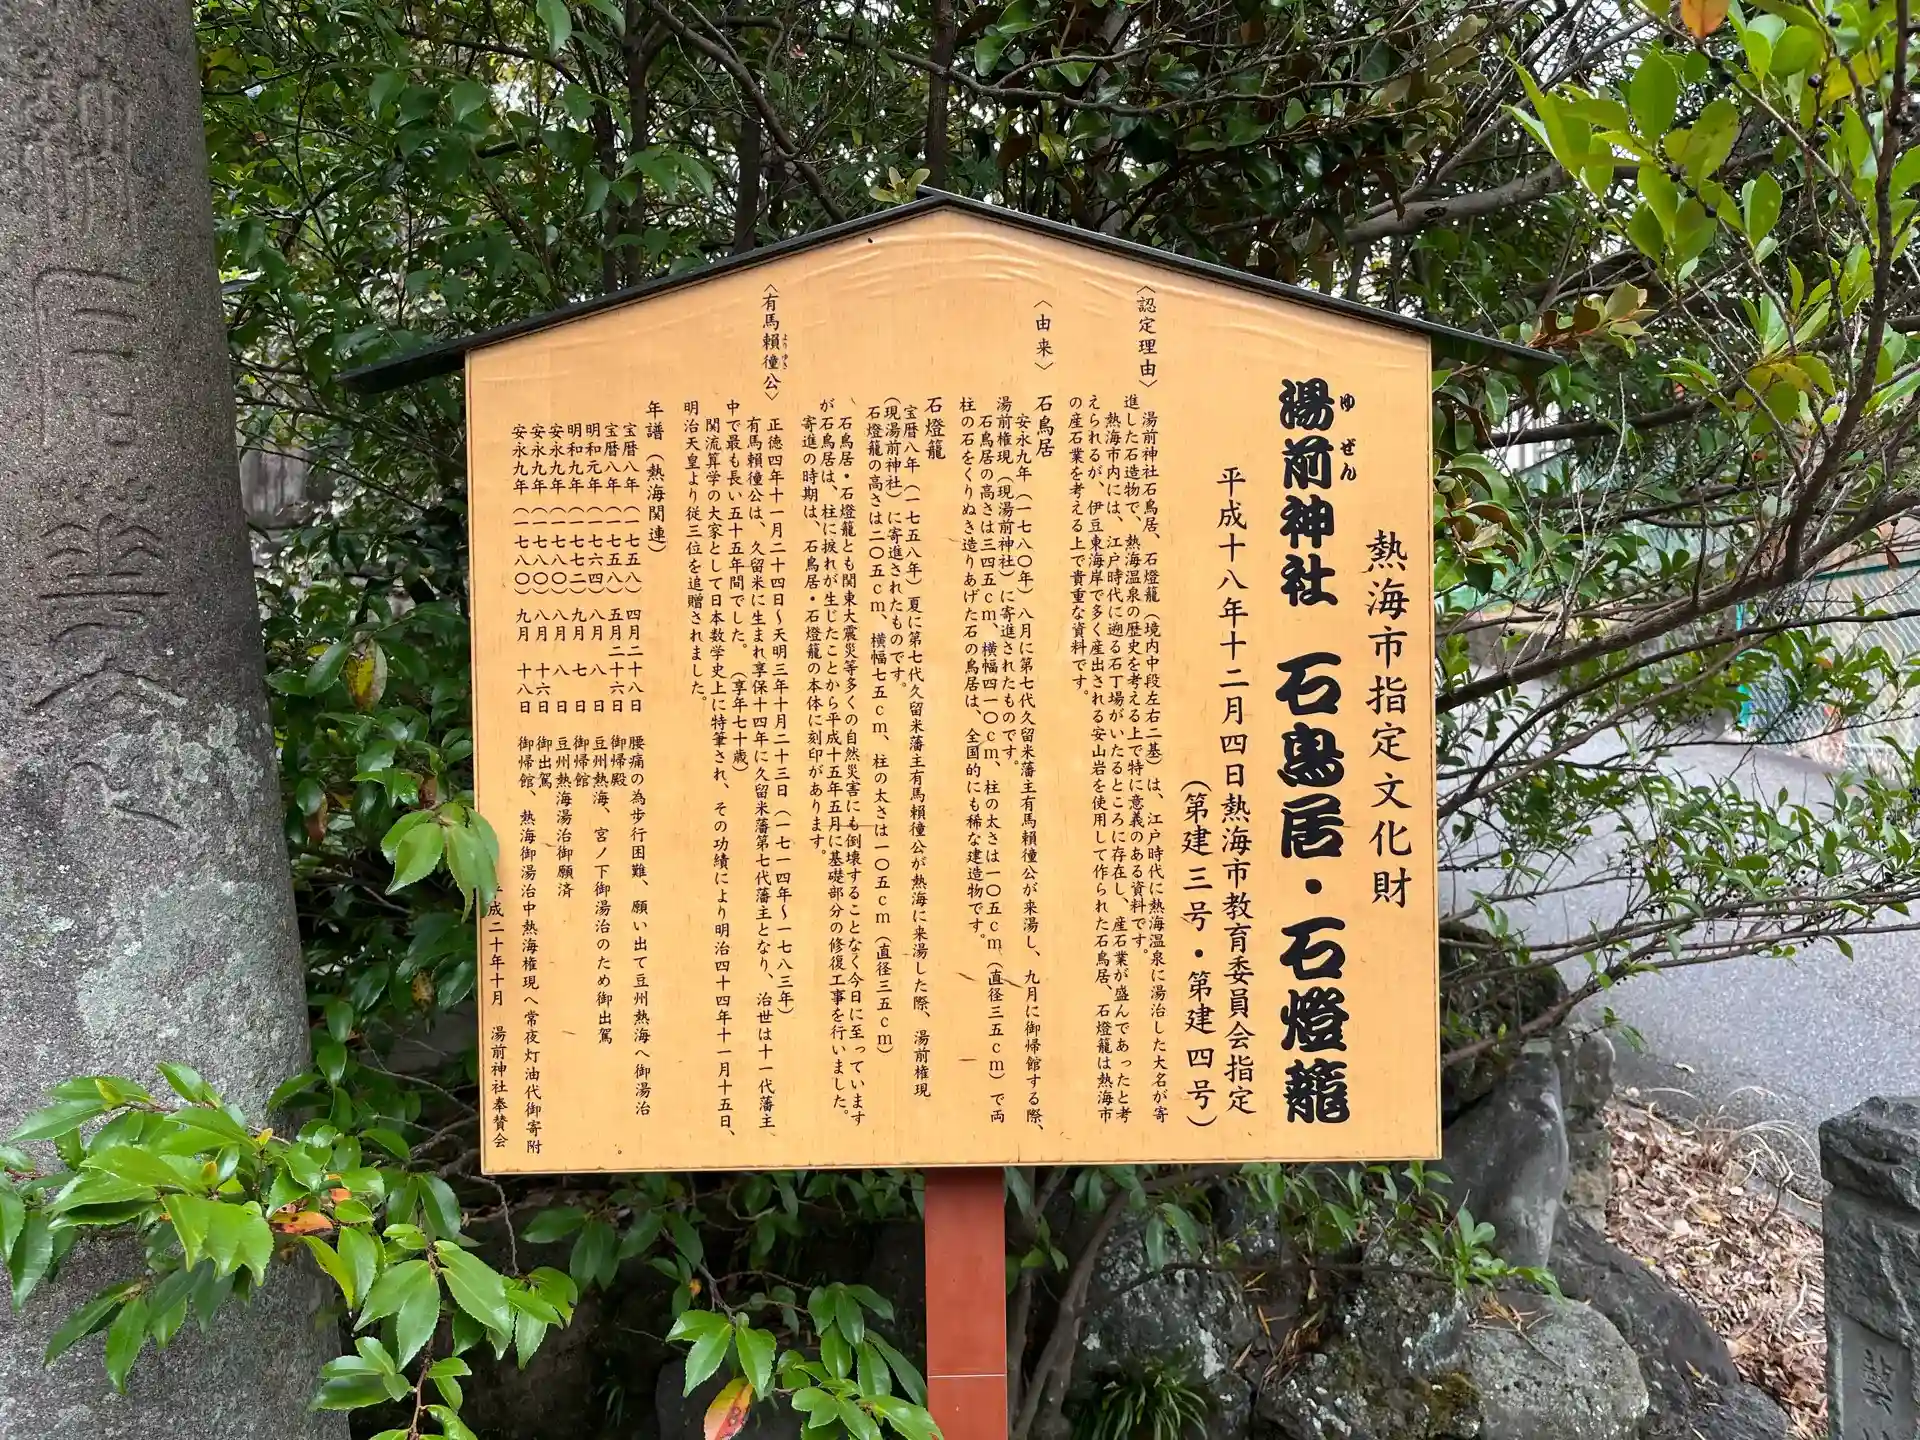 熱海市指定文化財
湯前神社　石鳥居・石燈籠
ゆ ぜん
平成十八年十二月四日熱海市教育委員会指定
（第建三号・第建四号）
〈認定理由〉
湯前神社石鳥居、石燈籠（境内中段左右二基）は、江戸時代に熱海温泉に湯治した大名が寄
進した石造物で、熱海温泉の歴史を考える上で特に意義のある資料です。
熱海市内には、江戸時代に遡る石丁場がいたるところに存在し、産石業が盛んであったと考
えられるが、伊豆東海岸で多く産出される安山岩を使用して作られた石鳥居、石燈籠は熱海市
の産石業を考える上で貴重な資料です。
〈由来〉
石鳥居
安永九年（一七八〇年）八月に第七代久留米藩主有馬頼徸公が来湯し、九月に御帰館する際、
湯前権現（現湯前神社）に寄進されたものです。
石鳥居の高さは三四五cm、横幅四一〇cm、柱の太さは一〇五cm（直径三五cm）で両
柱の石をくりぬき造りあげた石の鳥居は、全国的にも稀な建造物です。
石燈籠
宝暦八年（一七五八年）夏に第七代久留米藩主有馬頼徸公が熱海に来湯した際、湯前権現
（現湯前神社）に寄進されたものです。
石燈籠の高さは二〇五cm、横幅七五cm、柱の太さは一〇五cm（直径三五cm）
石鳥居・石燈籠とも関東大震災等多くの自然災害にも倒壊することなく今日に至っています
が石鳥居は、柱に捩れが生じたことから平成十五年五月に基礎部分の修復工事を行いました。
寄進の時期は、石鳥居・石燈籠の本体に刻印があります。
〈有馬頼徸公〉
よりゆき
正徳四年十一月二十四日～天明三年十月二十三日（一七一四年～一七八三年）
有馬頼徸公は、久留米に生まれ享保十四年に久留米藩第七代藩主となり、治世は十一代藩主
中で最も長い五十五年間でした。（享年七十歳）
関流算学の大家として日本数学史上に特筆され、その功績により明治四十四年十一月十五日、
明治天皇より従三位を追贈されました。
年譜（熱海関連）
宝暦八年（一七五八）四月二十八日　腰痛の為歩行困難、願い出て豆州熱海へ御湯治
宝暦八年（一七五八）五月二十六日　御帰殿
明和元年（一七六四）八月　八日　豆州熱海、宮ノ下御湯治のため御出駕
明和九年（一七七二）九月　七日　御帰館
安永九年（一七八〇）八月　八日　豆州熱海湯治御願済
安永九年（一七八〇）八月　十六日　御出駕
安永九年（一七八〇）九月　十八日　御帰館、熱海御湯治中熱海権現へ常夜灯油代御寄附
平成二十年十月　湯前神社奉賛会